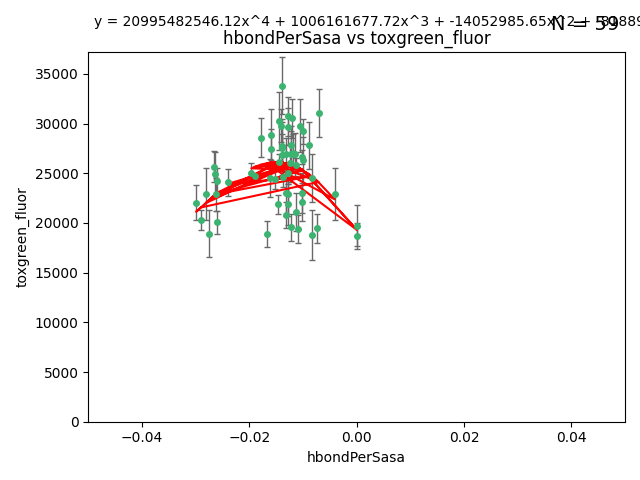 y = 20995482546.12x^4 + 1006161677.72x^3 + -14052985.65x^2 +
N = 59
hbondPerSasa vs toxgreen_fluor
35000
30000
25000
20000
15000
10000
5000
0
toxgreen_fluor
−0.04
−0.02
0.00
0.02
0.04
hbondPerSasa